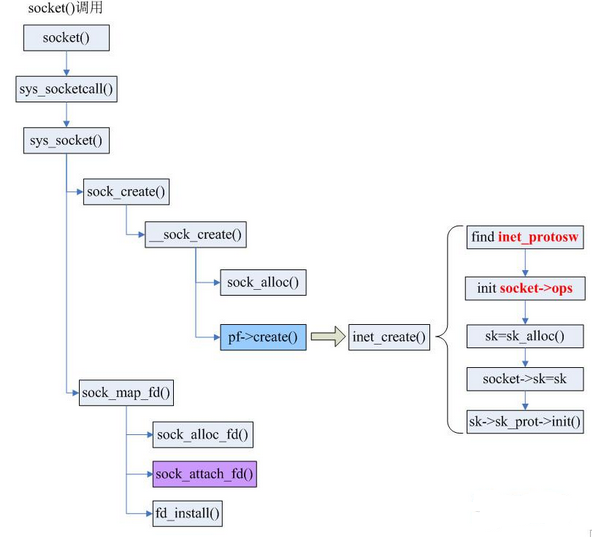 socket()调用
socket()
sys_socketcall()
sys_socket()
sock_create()
__sock_create()
sock_alloc()
pf->create()
inet_create()
find inet_protosw
init socket->ops
sk=sk_alloc()
socket->sk=sk
sk->sk_prot->init()
sock_map_fd()
sock_alloc_fd()
sock_attach_fd()
fd_install()